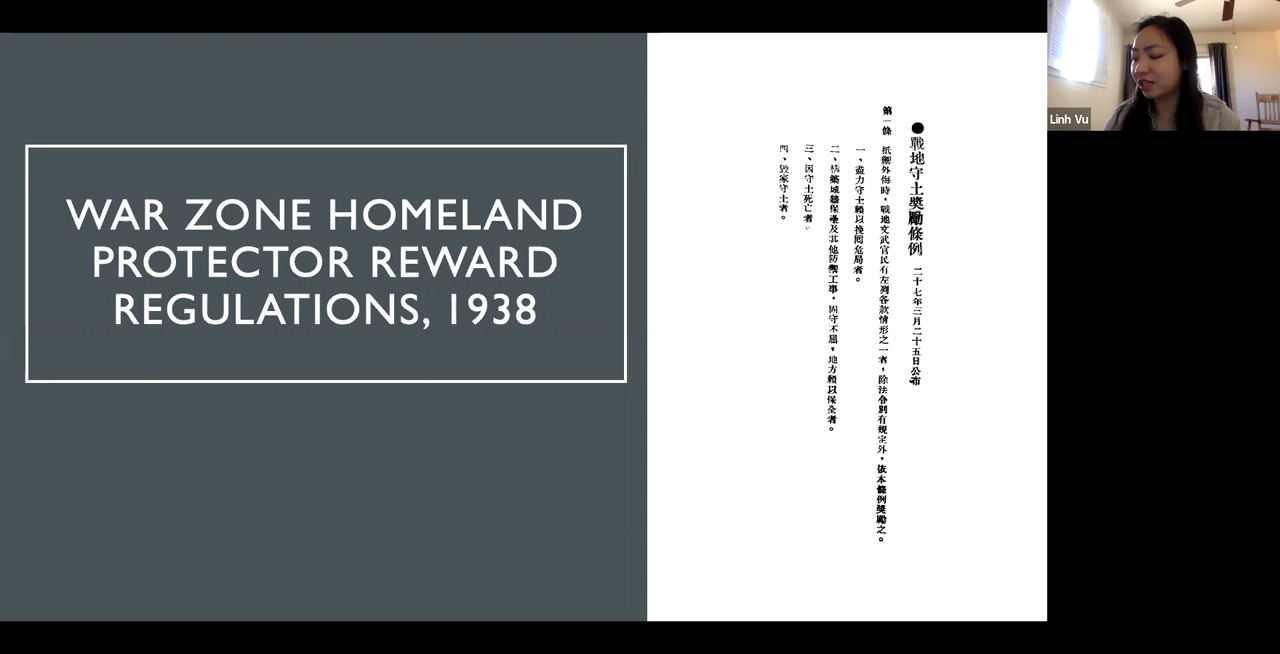 WAR ZONE HOMELAND
PROTECTOR REWARD
REGULATIONS, 1938
●戰地守土獎勵條例 二十七年三月二十五日公布
第一條 抵禦外侮時，戰地文武官民有左列各款情形之一者，除法令別有規定外，依本條例獎勵之。
一、盡力守土賴以挽回危局者。
二、構築城牆保壘及其他防禦工事，固守不屈，地方賴以保全者。
三、因守土死亡者。
四、毀家守土者。
Linh Vu